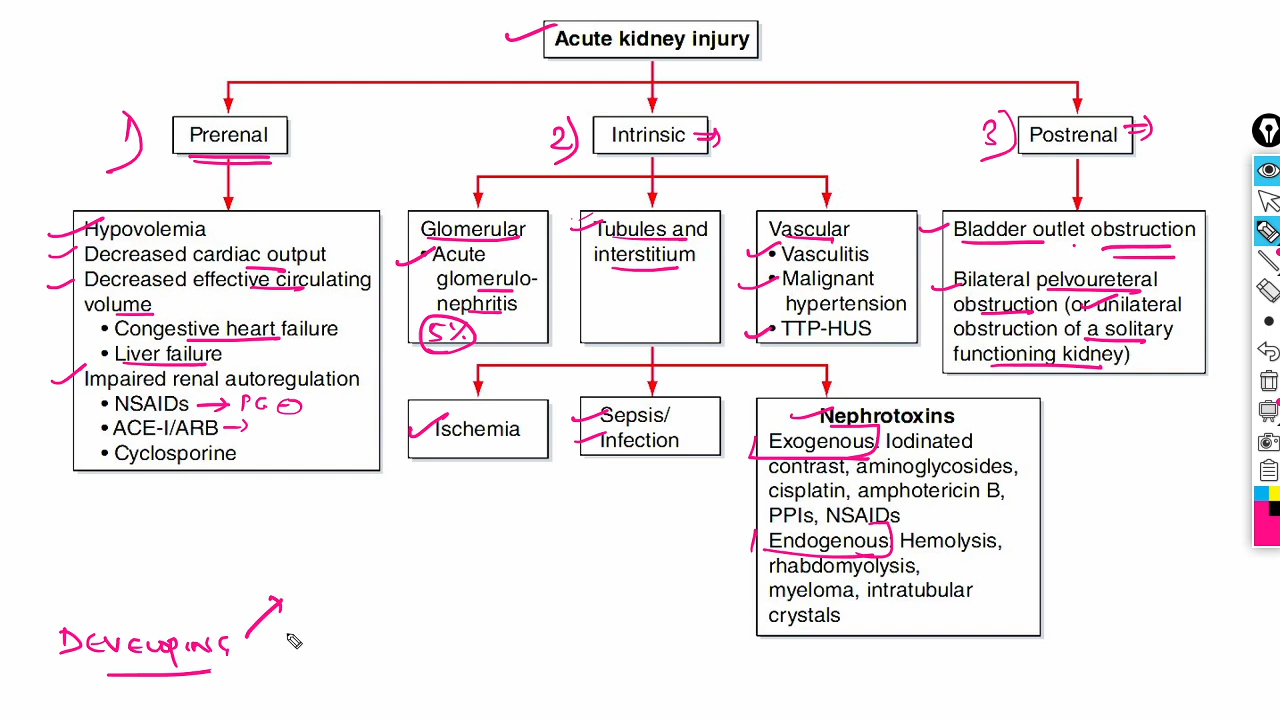 Acute kidney injury
1)
Prerenal
2)
Intrinsic
3)
Postrenal
Hypovolemia
Decreased cardiac output
Decreased effective circulating
volume
• Congestive heart failure
• Liver failure
Impaired renal autoregulation
• NSAIDs → PG ⊖
• ACE-I/ARB →
• Cyclosporine
Glomerular
• Acute
glomerulo-
nephritis
5%
Tubules and
interstitium
Vascular
• Vasculitis
• Malignant
hypertension
• TTP-HUS
Bladder outlet obstruction
Bilateral pelvoureteral
obstruction (or unilateral
obstruction of a solitary
functioning kidney)
Ischemia
Sepsis/
Infection
Nephrotoxins
Exogenous: Iodinated
contrast, aminoglycosides,
cisplatin, amphotericin B,
PPIs, NSAIDs
Endogenous: Hemolysis,
rhabdomyolysis,
myeloma, intratubular
crystals
DEVELOPING